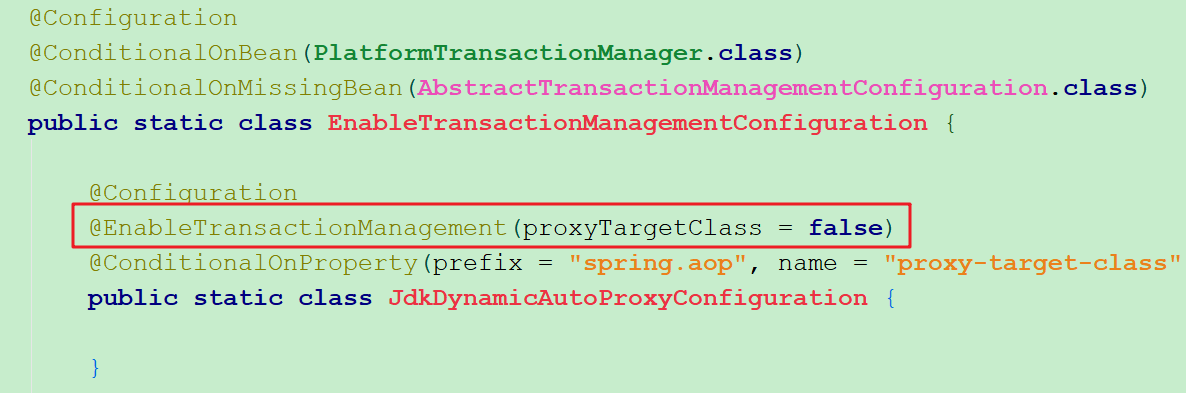 @Configuration
@ConditionalOnBean(PlatformTransactionManager.class)
@ConditionalOnMissingBean(AbstractTransactionManagementConfiguration.class)
public static class EnableTransactionManagementConfiguration {
@Configuration
@EnableTransactionManagement(proxyTargetClass = false)
@ConditionalOnProperty(prefix = "spring.aop", name = "proxy-target-class"
public static class JdkDynamicAutoProxyConfiguration {
}